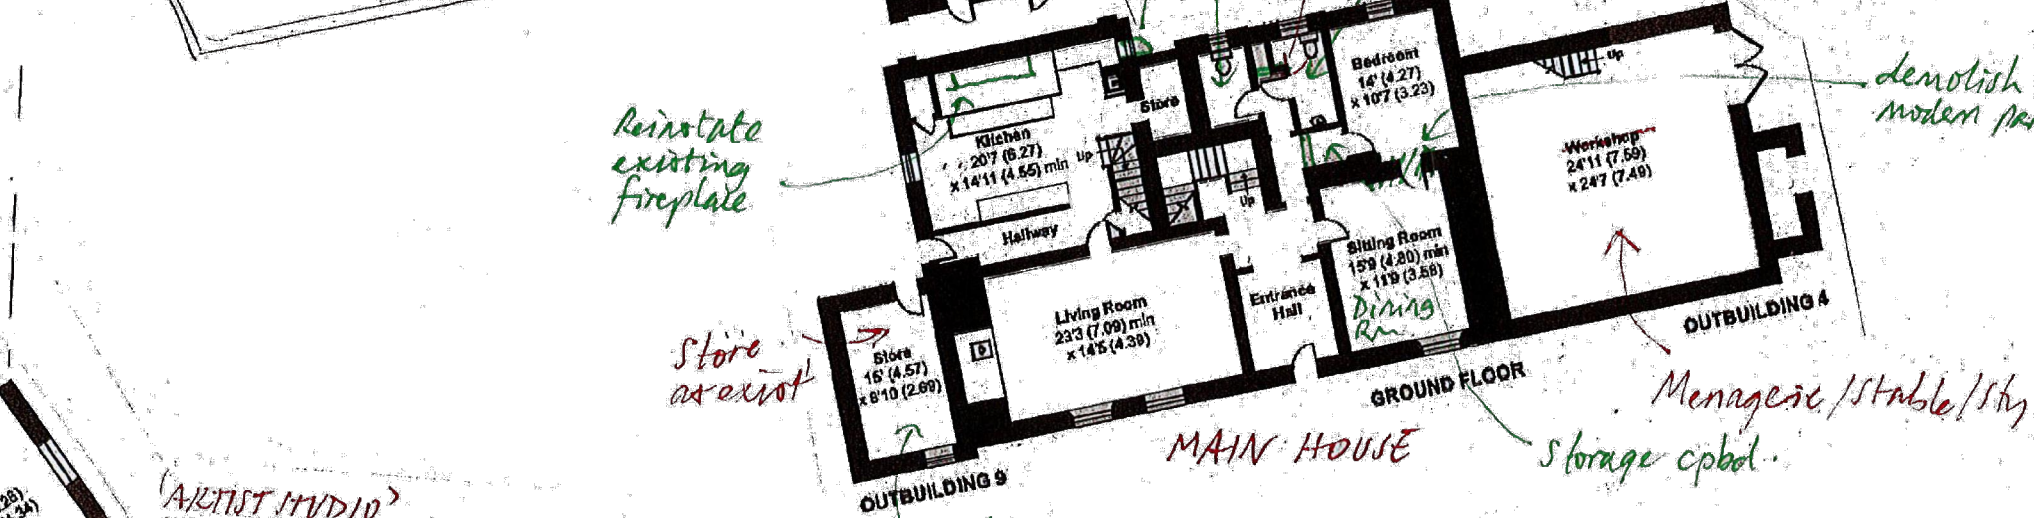 Reinstate
existing
fireplace
Kitchen
20'7 (6.27)
x 14'11 (4.55) min
Up
Hallway
Store
Up
Bedroom
14' (4.27)
x 10'7 (3.23)
Up
Workshop
24'11 (7.59)
x 24'7 (7.49)
demolish
modern
Sitting Room
15'9 (4.80) min
x 11'9 (3.58)
Dining
Rm
Entrance
Hall
Living Room
23'3 (7.09) min
x 14'5 (4.39)
Store
as exist'
Store
15' (4.57)
x 8'10 (2.69)
OUTBUILDING 4
GROUND FLOOR
Menagerie/Stable/Sty
MAIN HOUSE
Storage cpbd.
OUTBUILDING 9
'ARTIST STUDIO'